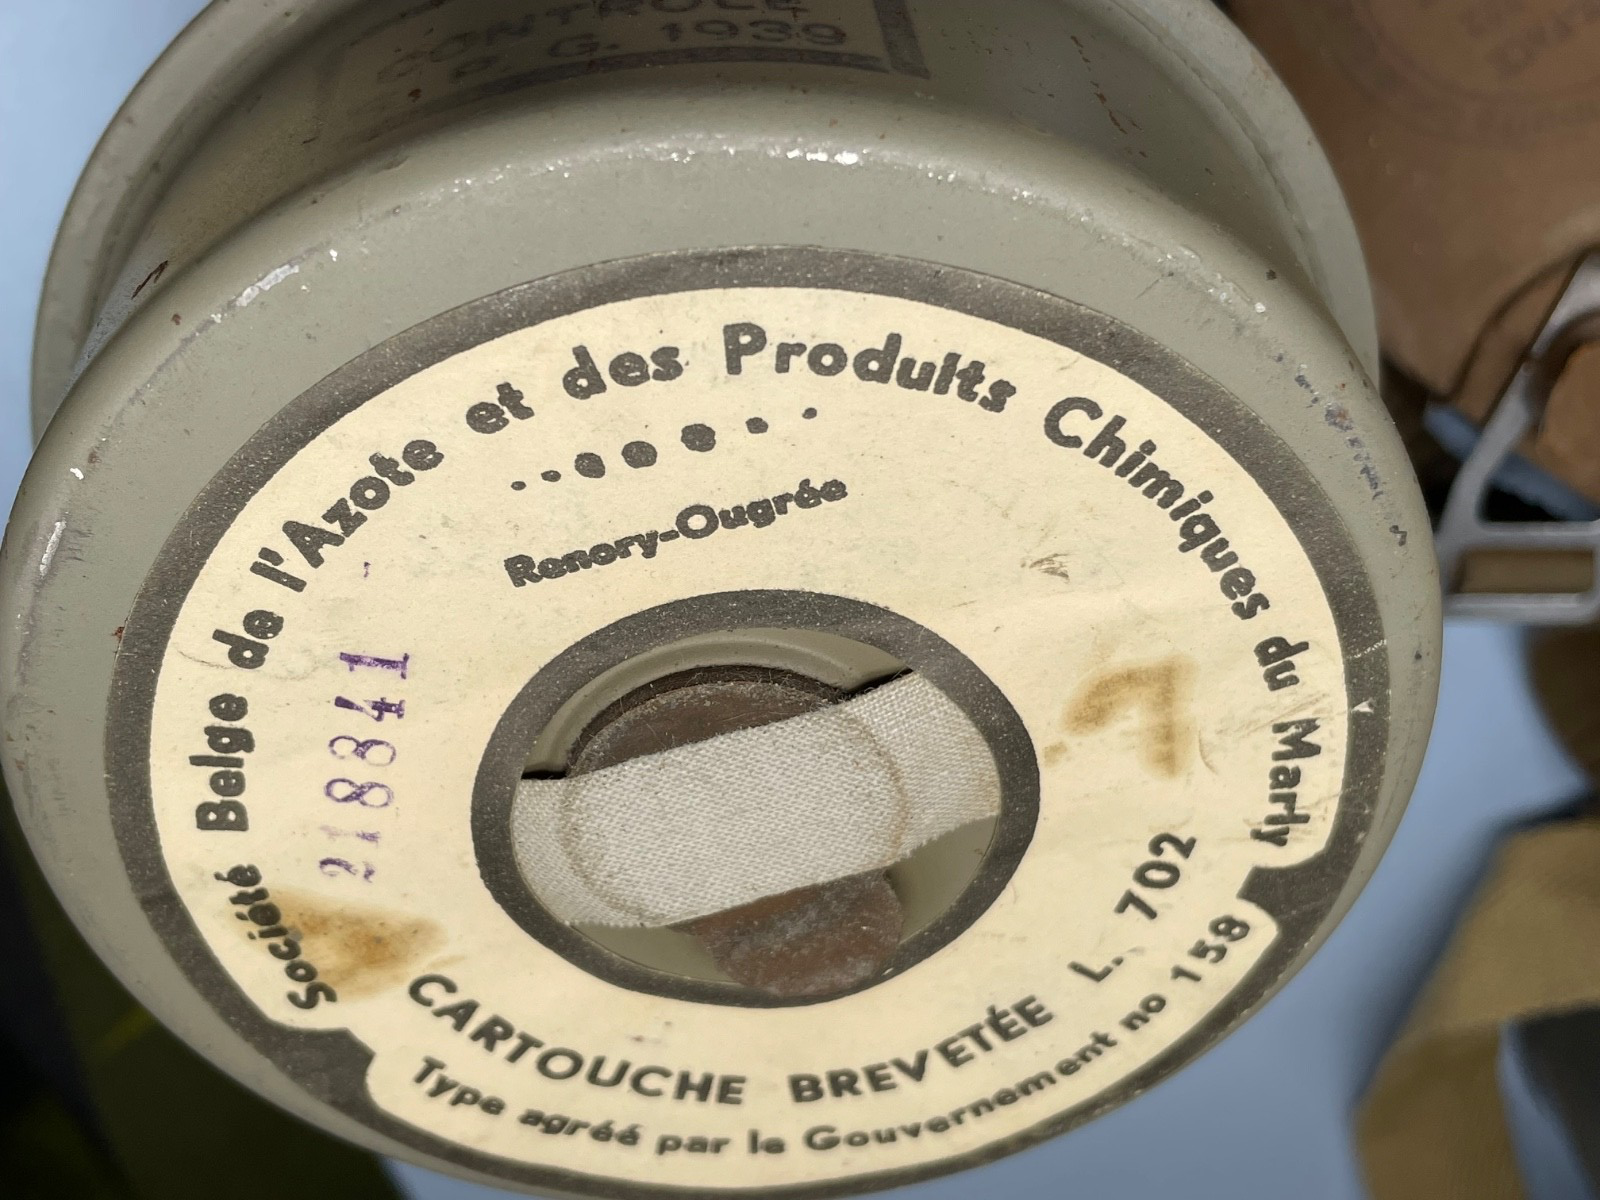 CONTROLE
G. 1939
Société Belge de l'Azote et des Produits Chimiques du Marly
Renory-Ougrée
218841
CARTOUCHE BREVETÉE L. 702
Type agréé par le Gouvernement no 158